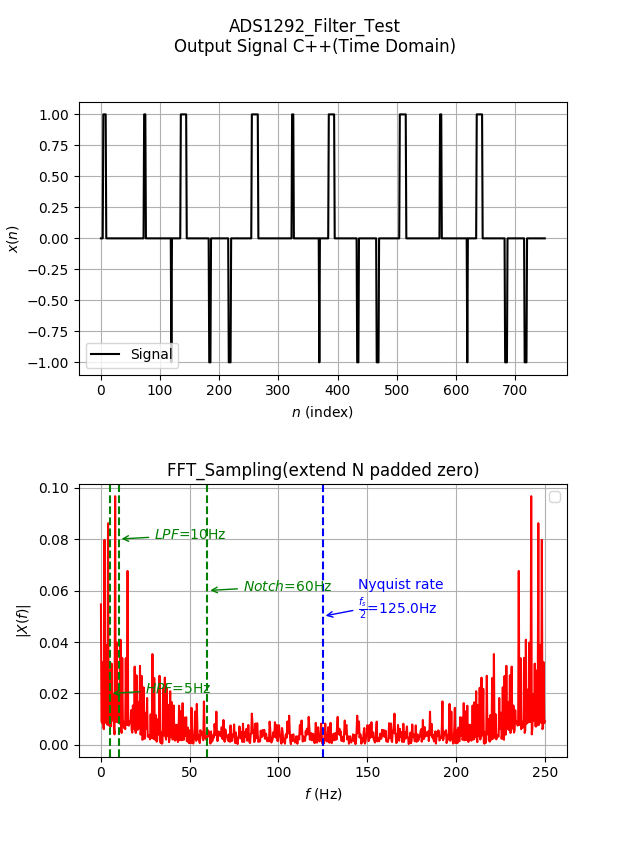 ADS1292_Filter_Test
Output Signal C++(Time Domain)
1.00
0.75
0.50
0.25
0.00
−0.25
−0.50
−0.75
−1.00
x(n)
Signal
0 100 200 300 400 500 600 700
n (index)
FFT_Sampling(extend N padded zero)
0.10
0.08
0.06
0.04
0.02
0.00
|X(f)|
LPF=10Hz
Notch=60Hz
Nyquist rate
fs/2=125.0Hz
HPF=5Hz
0 50 100 150 200 250
f (Hz)